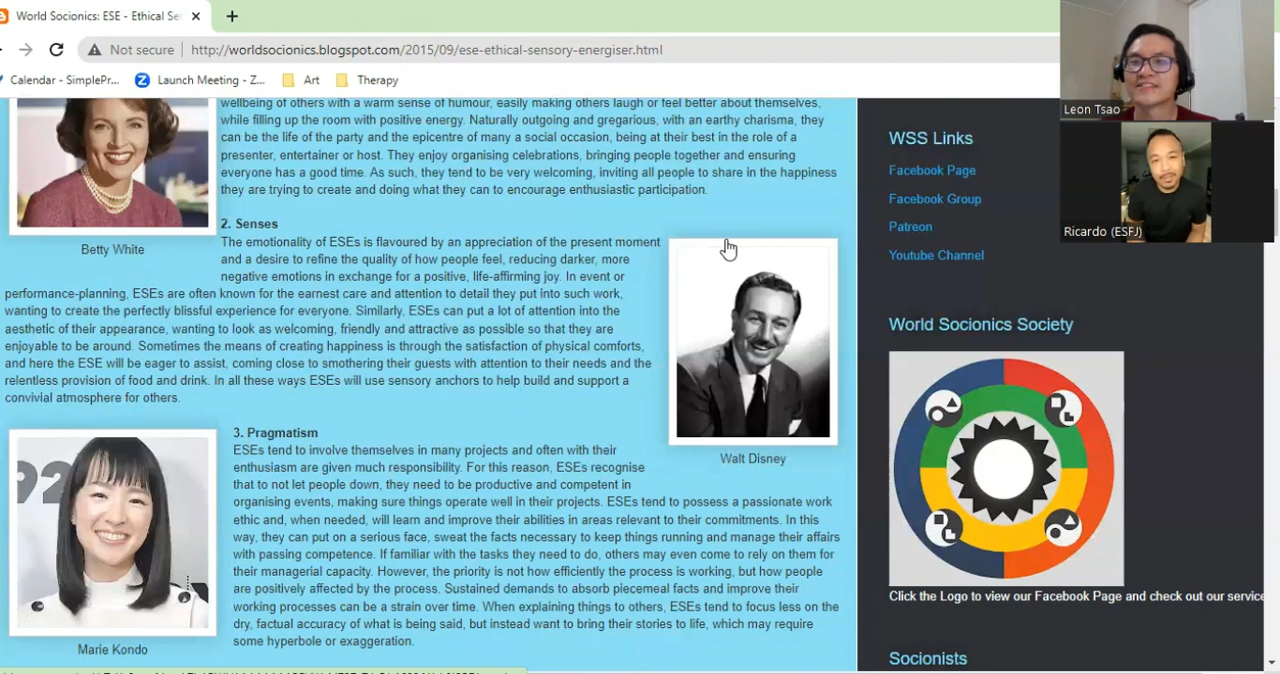 World Socionics: ESE - Ethical Se
Not secure
http://worldsocionics.blogspot.com/2015/09/ese-ethical-sensory-energiser.html
Calendar - SimplePr...
Launch Meeting - Z...
Art
Therapy
Leon Tsao
Ricardo (ESFJ)
wellbeing of others with a warm sense of humour, easily making others laugh or feel better about themselves,
while filling up the room with positive energy. Naturally outgoing and gregarious, with an earthy charisma, they
can be the life of the party and the epicentre of many a social occasion, being at their best in the role of a
presenter, entertainer or host. They enjoy organising celebrations, bringing people together and ensuring
everyone has a good time. As such, they tend to be very welcoming, inviting all people to share in the happiness
they are trying to create and doing what they can to encourage enthusiastic participation.
Betty White
2. Senses
The emotionality of ESEs is flavoured by an appreciation of the present moment
and a desire to refine the quality of how people feel, reducing darker, more
negative emotions in exchange for a positive, life-affirming joy. In event or
performance-planning, ESEs are often known for the earnest care and attention to detail they put into such work,
wanting to create the perfectly blissful experience for everyone. Similarly, ESEs can put a lot of attention into the
aesthetic of their appearance, wanting to look as welcoming, friendly and attractive as possible so that they are
enjoyable to be around. Sometimes the means of creating happiness is through the satisfaction of physical comforts,
and here the ESE will be eager to assist, coming close to smothering their guests with attention to their needs and the
relentless provision of food and drink. In all these ways ESEs will use sensory anchors to help build and support a
convivial atmosphere for others.
Walt Disney
3. Pragmatism
ESEs tend to involve themselves in many projects and often with their
enthusiasm are given much responsibility. For this reason, ESEs recognise
that to not let people down, they need to be productive and competent in
organising events, making sure things operate well in their projects. ESEs tend to possess a passionate work
ethic and, when needed, will learn and improve their abilities in areas relevant to their commitments. In this
way, they can put on a serious face, sweat the facts necessary to keep things running and manage their affairs
with passing competence. If familiar with the tasks they need to do, others may even come to rely on them for
their managerial capacity. However, the priority is not how efficiently the process is working, but how people
are positively affected by the process. Sustained demands to absorb piecemeal facts and improve their
working processes can be a strain over time. When explaining things to others, ESEs tend to focus less on the
dry, factual accuracy of what is being said, but instead want to bring their stories to life, which may require
some hyperbole or exaggeration.
92
Marie Kondo
WSS Links
Facebook Page
Facebook Group
Patreon
Youtube Channel
World Socionics Society
Click the Logo to view our Facebook Page and check out our service
Socionists